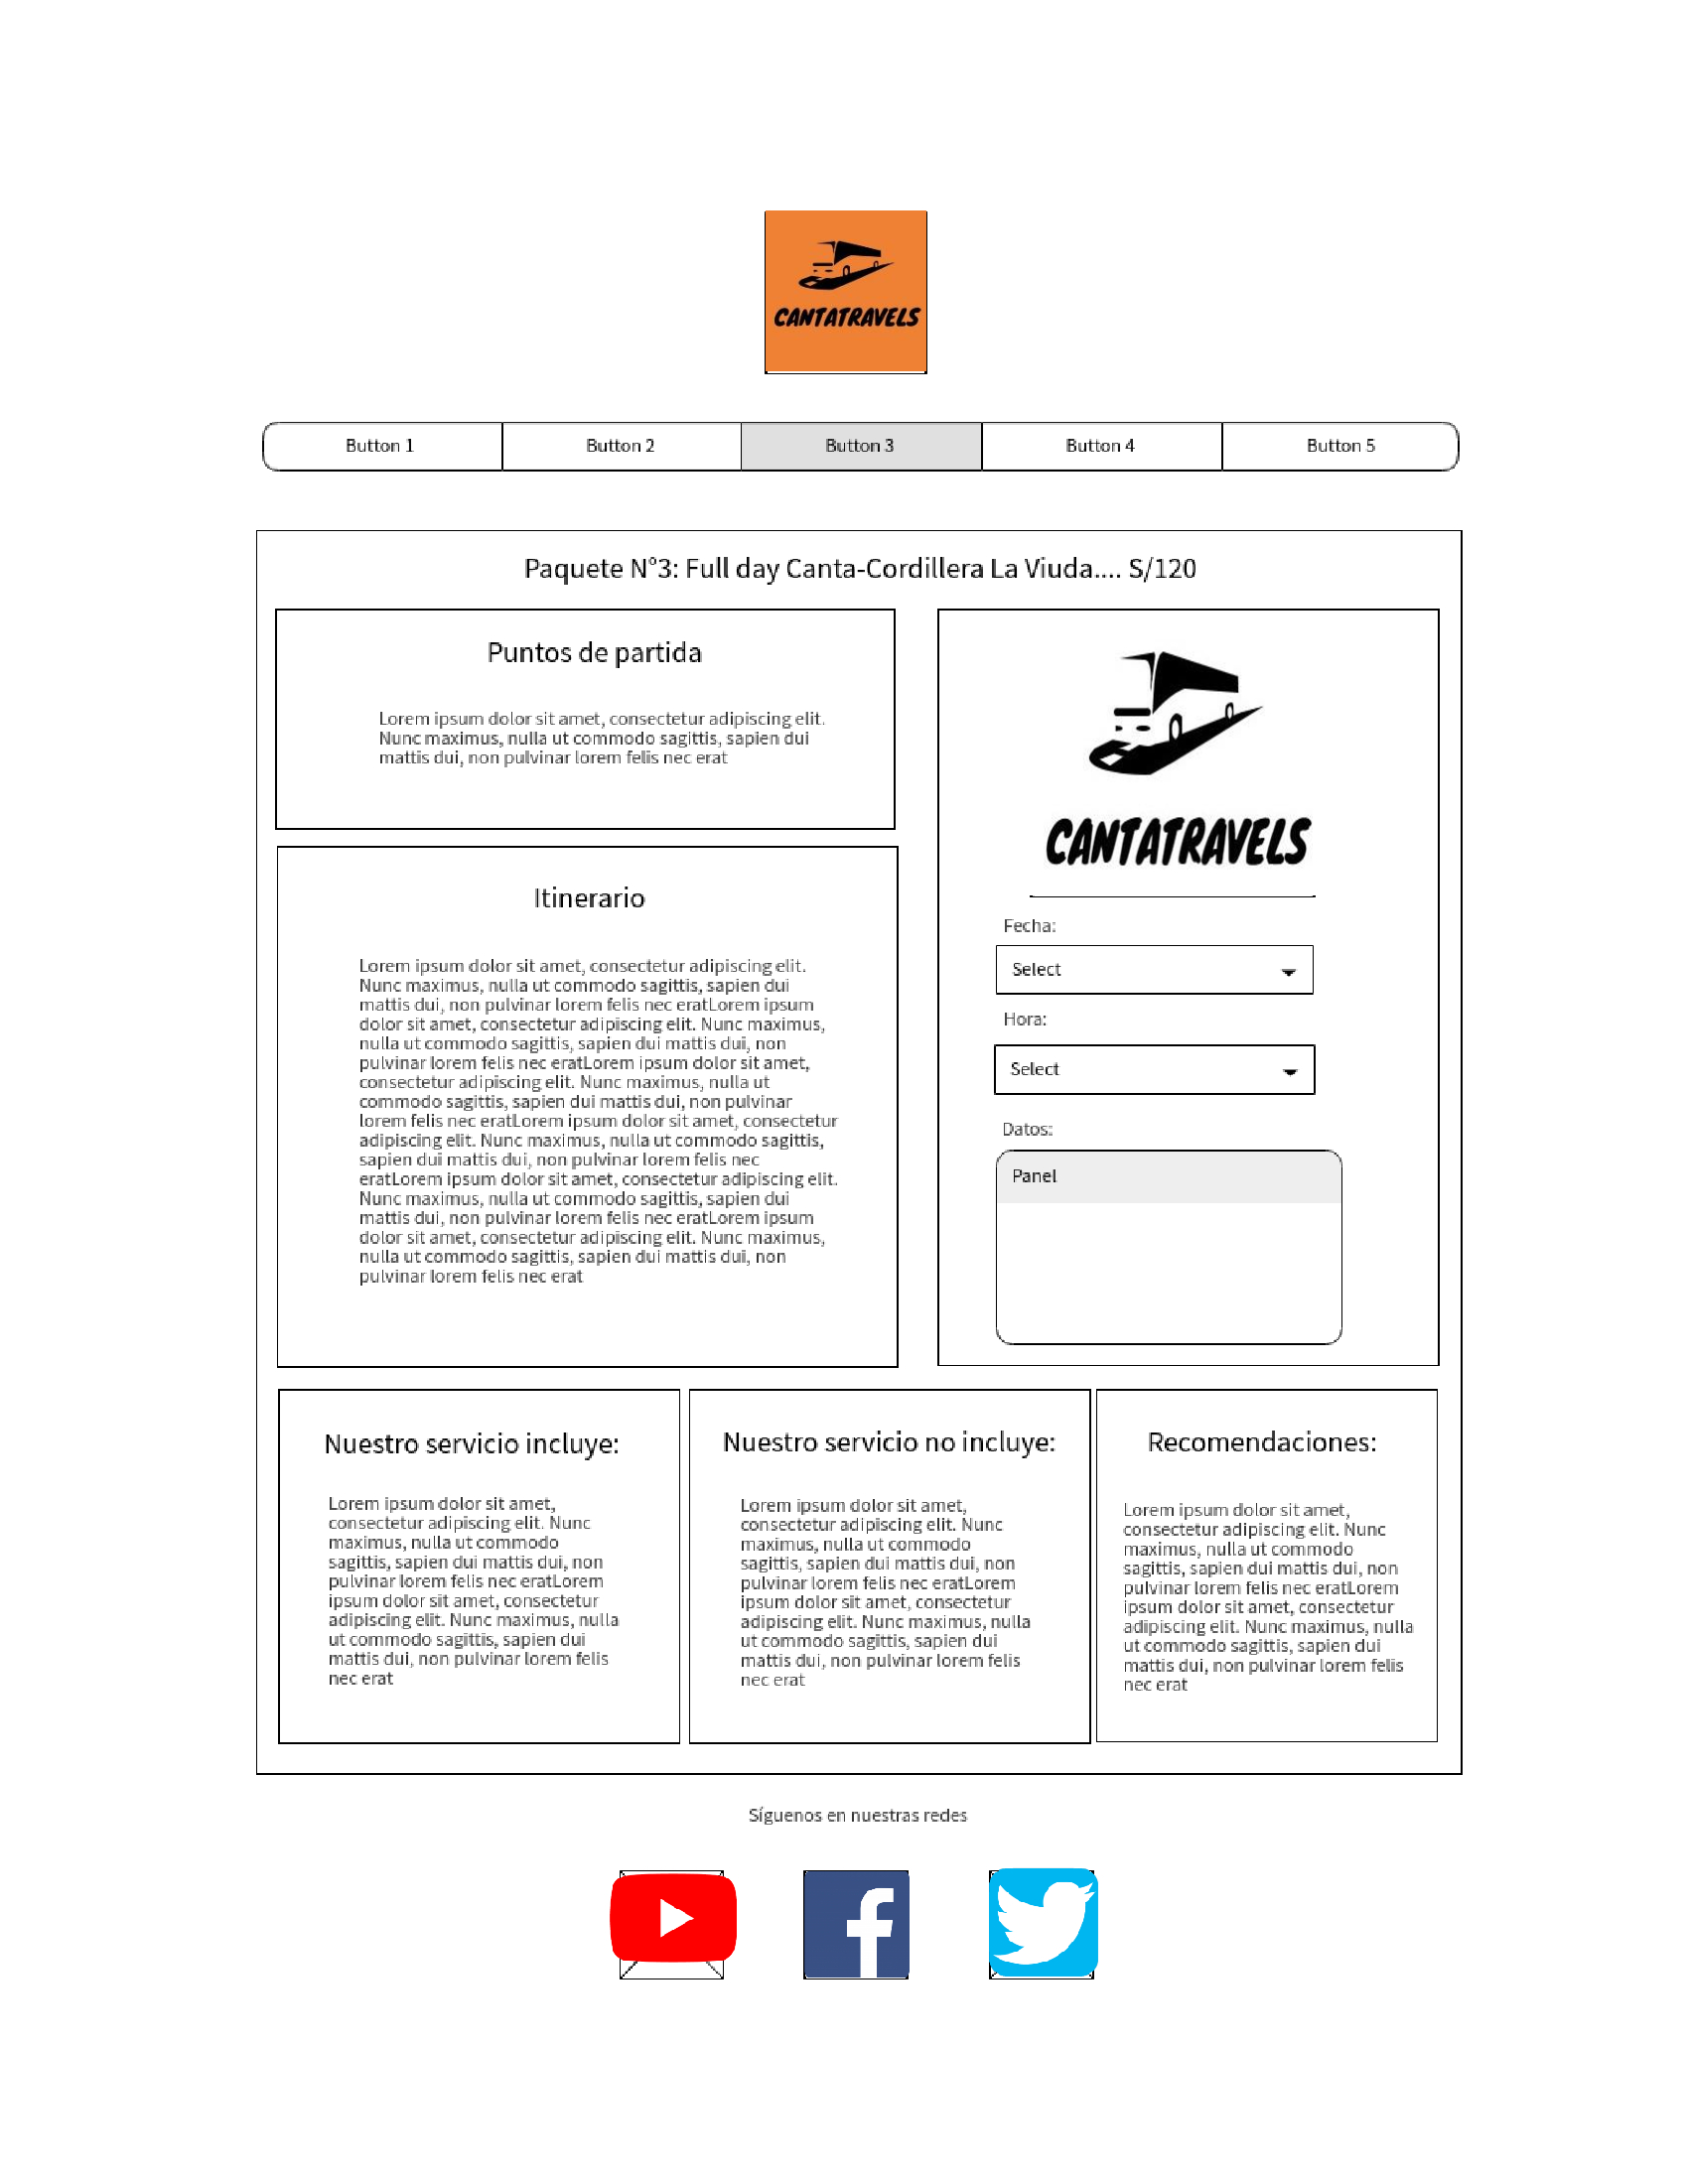 CANTATRAVELS
Button 1
Button 2
Button 3
Button 4
Button 5
Paquete N°3: Full day Canta-Cordillera La Viuda.... S/120
Puntos de partida
Lorem ipsum dolor sit amet, consectetur adipiscing elit.
Nunc maximus, nulla ut commodo sagittis, sapien dui
mattis dui, non pulvinar lorem felis nec erat
Itinerario
Lorem ipsum dolor sit amet, consectetur adipiscing elit.
Nunc maximus, nulla ut commodo sagittis, sapien dui
mattis dui, non pulvinar lorem felis nec eratLorem ipsum
dolor sit amet, consectetur adipiscing elit. Nunc maximus,
nulla ut commodo sagittis, sapien dui mattis dui, non
pulvinar lorem felis nec eratLorem ipsum dolor sit amet,
consectetur adipiscing elit. Nunc maximus, nulla ut
commodo sagittis, sapien dui mattis dui, non pulvinar
lorem felis nec eratLorem ipsum dolor sit amet, consectetur
adipiscing elit. Nunc maximus, nulla ut commodo sagittis,
sapien dui mattis dui, non pulvinar lorem felis nec
eratLorem ipsum dolor sit amet, consectetur adipiscing elit.
Nunc maximus, nulla ut commodo sagittis, sapien dui
mattis dui, non pulvinar lorem felis nec eratLorem ipsum
dolor sit amet, consectetur adipiscing elit. Nunc maximus,
nulla ut commodo sagittis, sapien dui mattis dui, non
pulvinar lorem felis nec erat
CANTATRAVELS
Fecha:
Select
Hora:
Select
Datos:
Panel
Nuestro servicio incluye:
Lorem ipsum dolor sit amet,
consectetur adipiscing elit. Nunc
maximus, nulla ut commodo
sagittis, sapien dui mattis dui, non
pulvinar lorem felis nec eratLorem
ipsum dolor sit amet, consectetur
adipiscing elit. Nunc maximus, nulla
ut commodo sagittis, sapien dui
mattis dui, non pulvinar lorem felis
nec erat
Nuestro servicio no incluye:
Lorem ipsum dolor sit amet,
consectetur adipiscing elit. Nunc
maximus, nulla ut commodo
sagittis, sapien dui mattis dui, non
pulvinar lorem felis nec eratLorem
ipsum dolor sit amet, consectetur
adipiscing elit. Nunc maximus, nulla
ut commodo sagittis, sapien dui
mattis dui, non pulvinar lorem felis
nec erat
Recomendaciones:
Lorem ipsum dolor sit amet,
consectetur adipiscing elit. Nunc
maximus, nulla ut commodo
sagittis, sapien dui mattis dui, non
pulvinar lorem felis nec eratLorem
ipsum dolor sit amet, consectetur
adipiscing elit. Nunc maximus, nulla
ut commodo sagittis, sapien dui
mattis dui, non pulvinar lorem felis
nec erat
Síguenos en nuestras redes